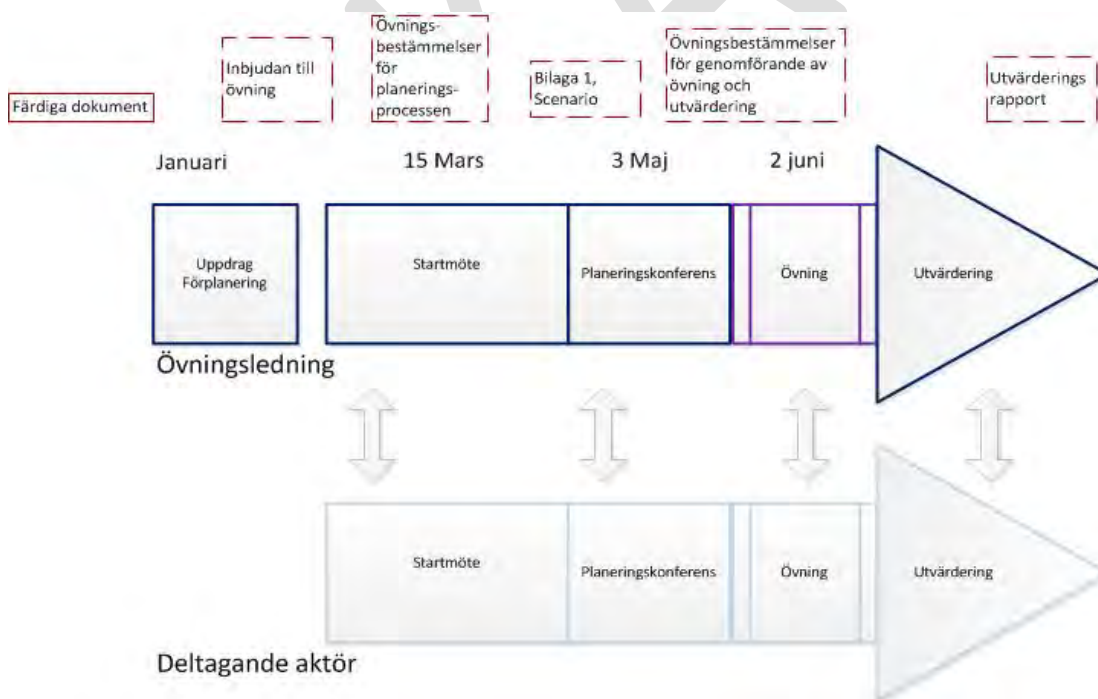 Färdiga dokument
Inbjudan till
övning
Övnings-
bestämmelser
för
planerings-
processen
Bilaga 1,
Scenario
Övningsbestämmelser
för genomförande av
övning och
utvärdering
Utvärderings
rapport
Januari
15 Mars
3 Maj
2 juni
Uppdrag
Förplanering
Startmöte
Planeringskonferens
Övning
Utvärdering
Övningsledning
Startmöte
Planeringskonferens
Övning
Utvärdering
Deltagande aktör